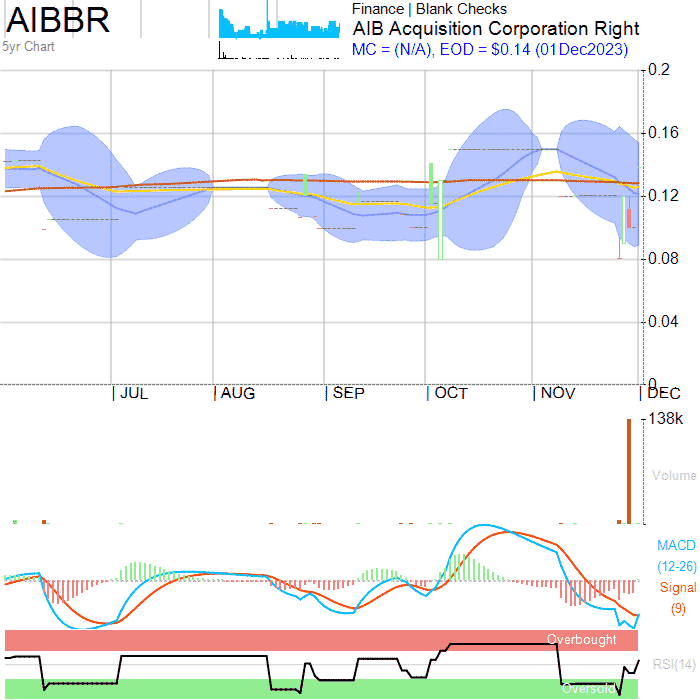 AIBBR
5yr Chart
Finance | Blank Checks
AIB Acquisition Corporation Right
MC = (N/A), EOD = $0.14 (01Dec2023)
0.2
0.16
0.12
0.08
0.04
0
JUL AUG SEP OCT NOV DEC
138k
Volume
MACD
(12-26)
Signal
(9)
Overbought
RSI(14)
Oversold